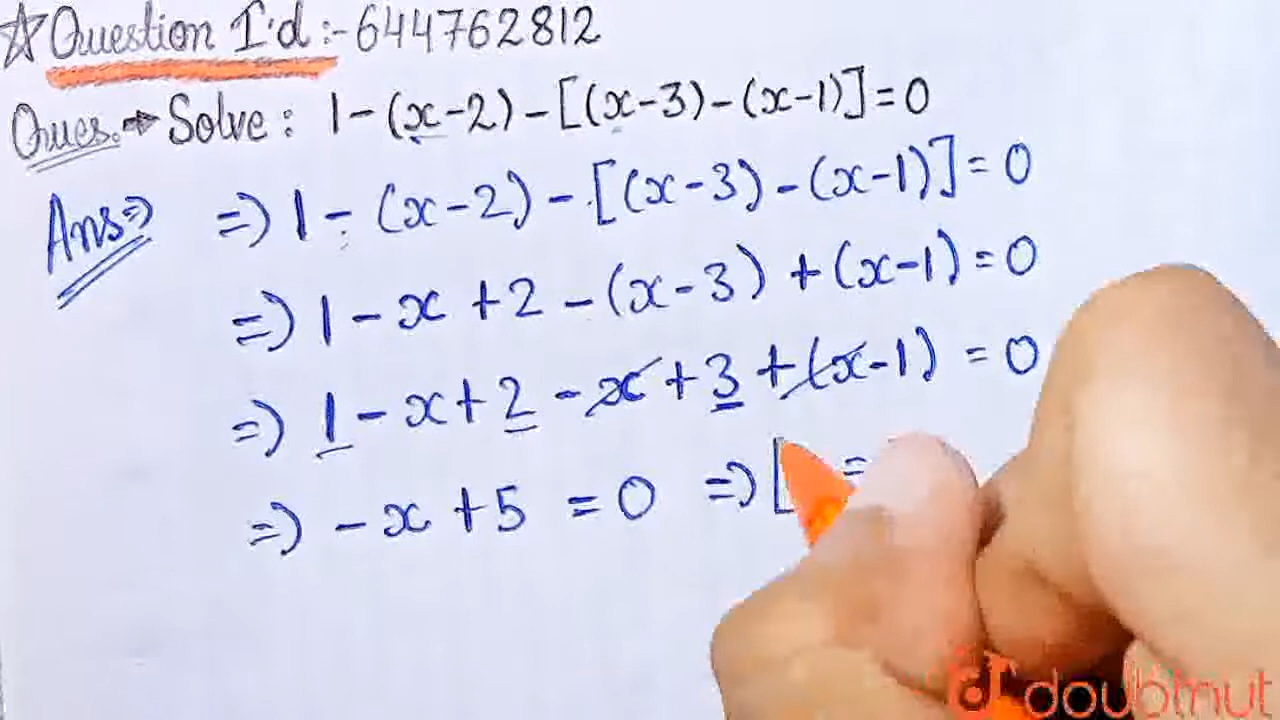 ☆Question I'd :- 644762812
Ques.→ Solve : 1-(x-2)-[(x-3)-(x-1)]=0
Ans⇒ ⇒) 1-(x-2)-[(x-3)-(x-1)]=0
⇒) 1-x+2-(x-3)+(x-1)=0
⇒) 1-x+2-x+3+(x-1)=0
⇒) -x+5=0 ⇒) [ =
doubtnut